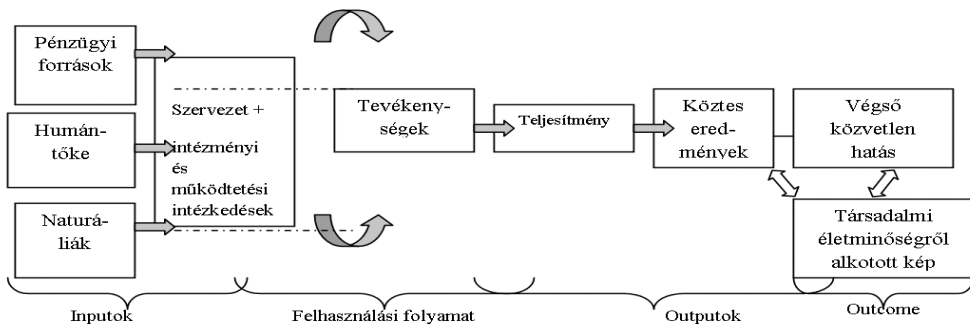 Pénzügyi
források
Humán-
tőke
Naturá-
liák
Szervezet +
intézményi
és
működtetési
intézkedések
Tevékeny-
ségek
Teljesítmény
Köztes
ered-
mények
Végső
közvetlen
hatás
Társadalmi
életminőségről
alkotott kép
Inputok
Felhasználási folyamat
Outputok
Outcome